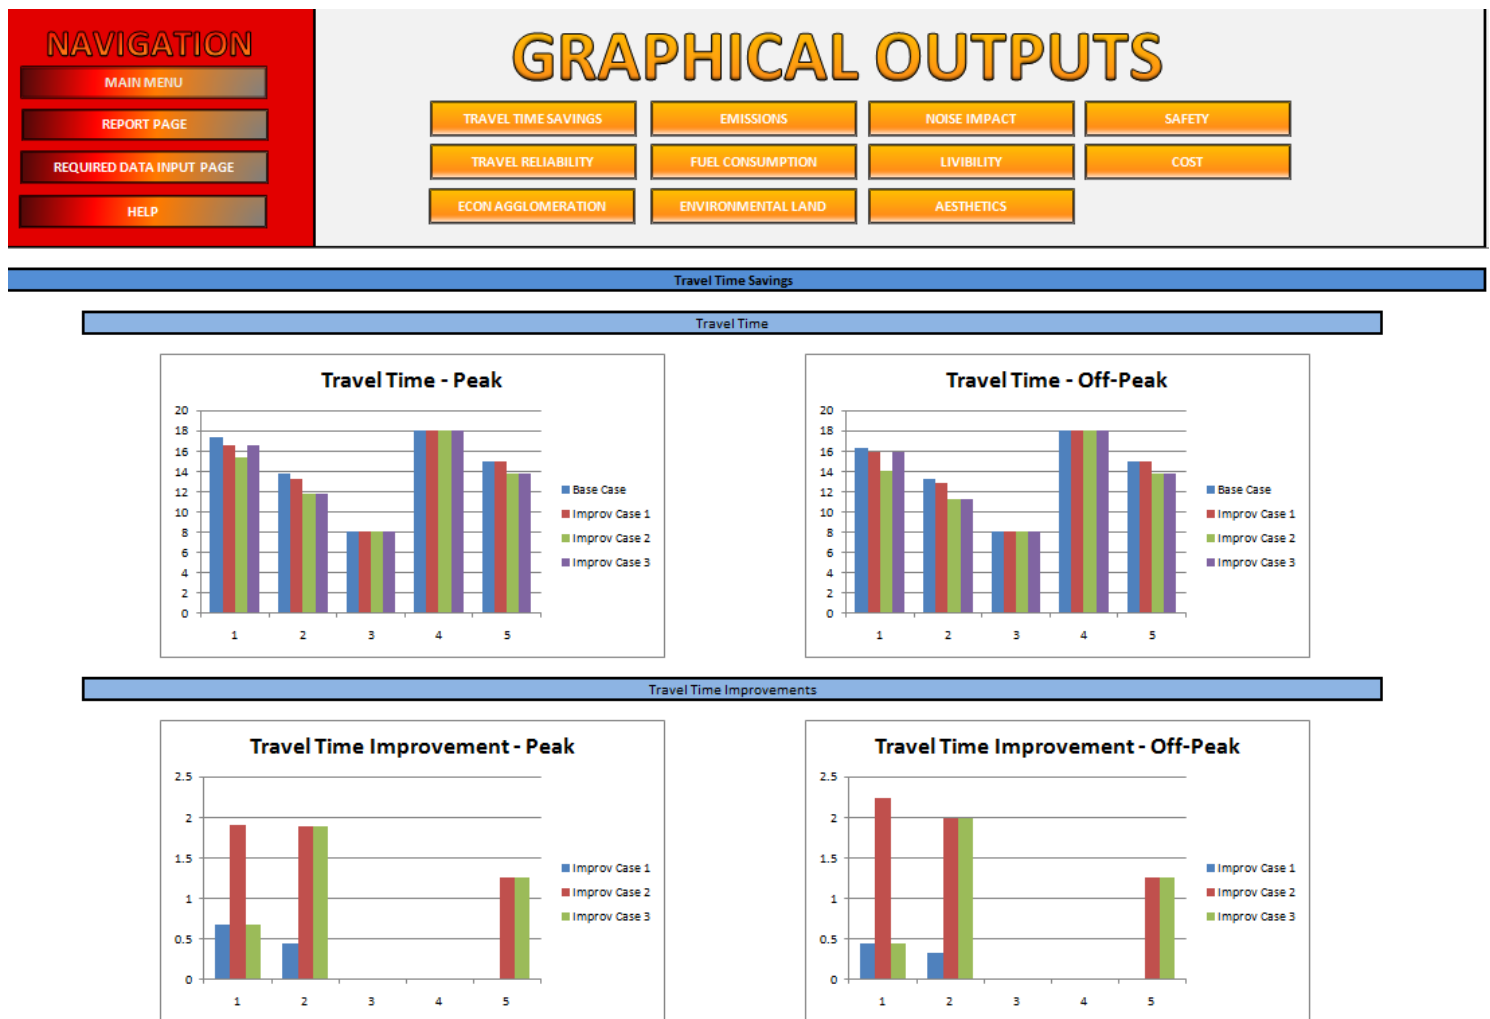 NAVIGATION
MAIN MENU
REPORT PAGE
REQUIRED DATA INPUT PAGE
HELP
GRAPHICAL OUTPUTS
TRAVEL TIME SAVINGS
EMISSIONS
NOISE IMPACT
SAFETY
TRAVEL RELIABILITY
FUEL CONSUMPTION
LIVIBILITY
COST
ECON AGGLOMERATION
ENVIRONMENTAL LAND
AESTHETICS
Travel Time Savings
Travel Time
Travel Time - Peak
20
18
16
14
12
10
8
6
4
2
0
1 2 3 4 5
Base Case
Improv Case 1
Improv Case 2
Improv Case 3
Travel Time - Off-Peak
20
18
16
14
12
10
8
6
4
2
0
1 2 3 4 5
Base Case
Improv Case 1
Improv Case 2
Improv Case 3
Travel Time Improvements
Travel Time Improvement - Peak
2.5
2
1.5
1
0.5
0
1 2 3 4 5
Improv Case 1
Improv Case 2
Improv Case 3
Travel Time Improvement - Off-Peak
2.5
2
1.5
1
0.5
0
1 2 3 4 5
Improv Case 1
Improv Case 2
Improv Case 3